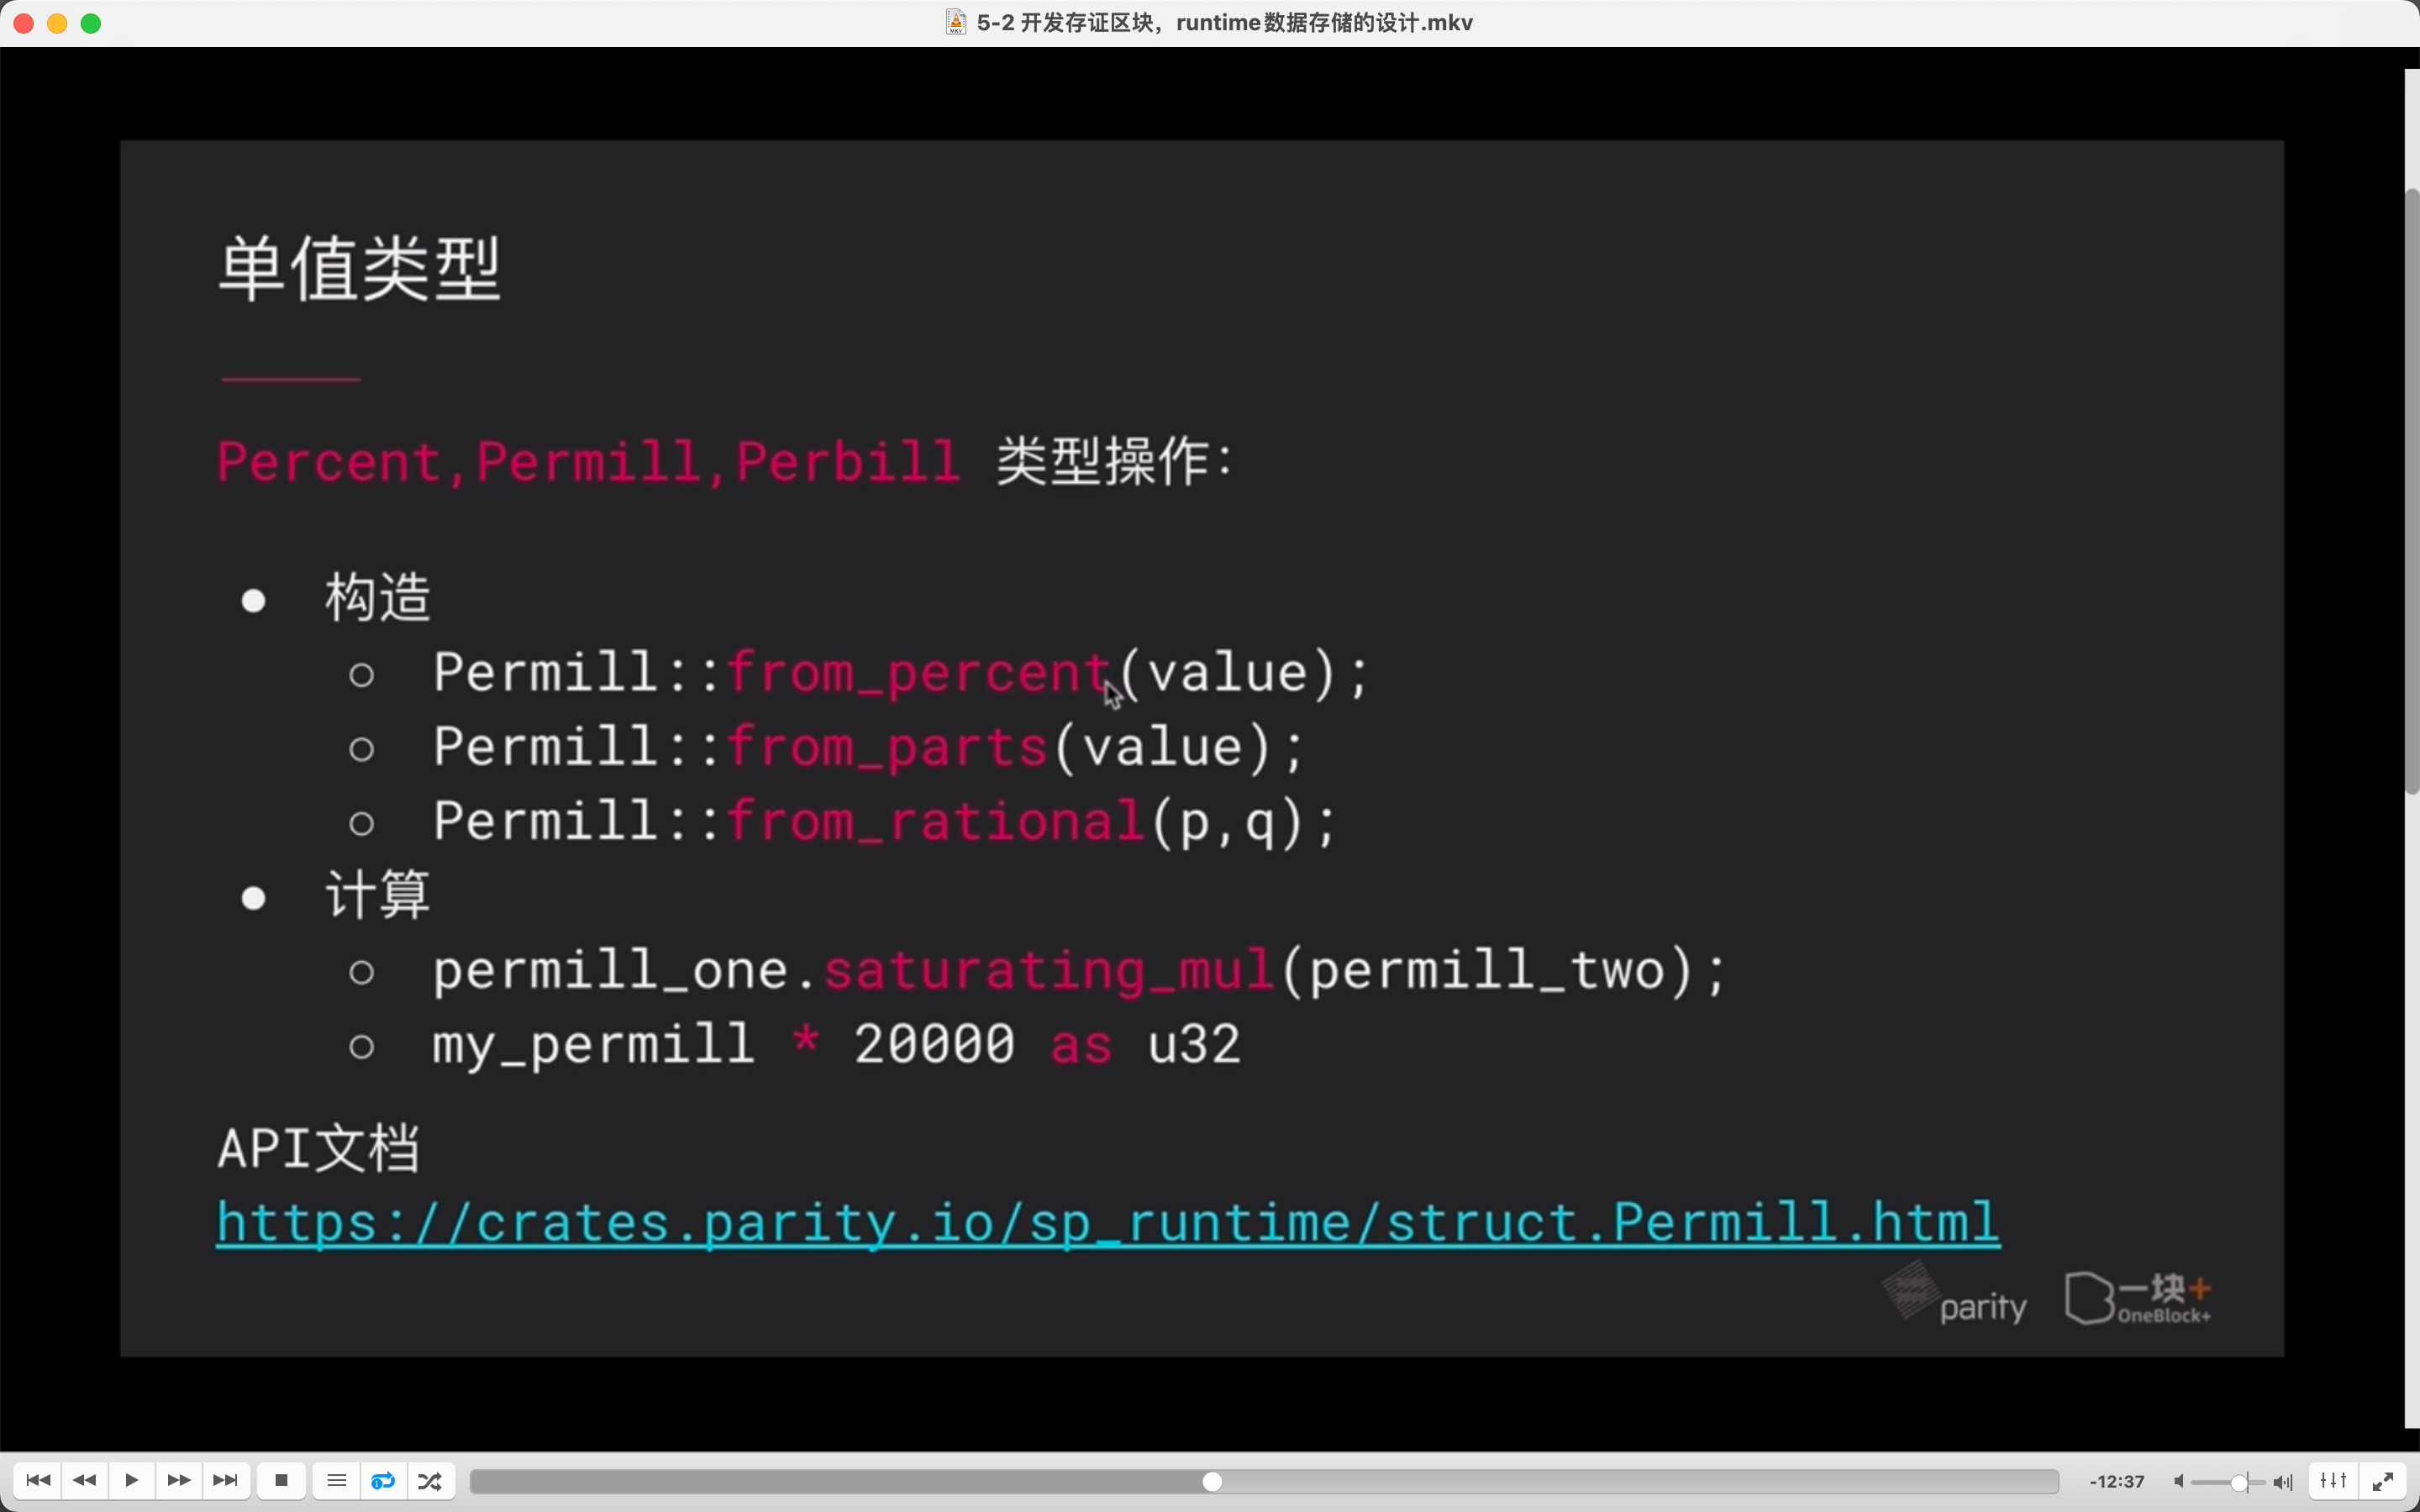 5-2 开发存证区块，runtime数据存储的设计.mkv
单值类型
Percent,Permill,Perbill 类型操作：
● 构造
○ Permill::from_percent(value);
○ Permill::from_parts(value);
○ Permill::from_rational(p,q);
● 计算
○ permill_one.saturating_mul(permill_two);
○ my_permill * 20000 as u32
API文档
https://crates.parity.io/sp_runtime/struct.Permill.html
parity
一块+
OneBlock+
-12:37